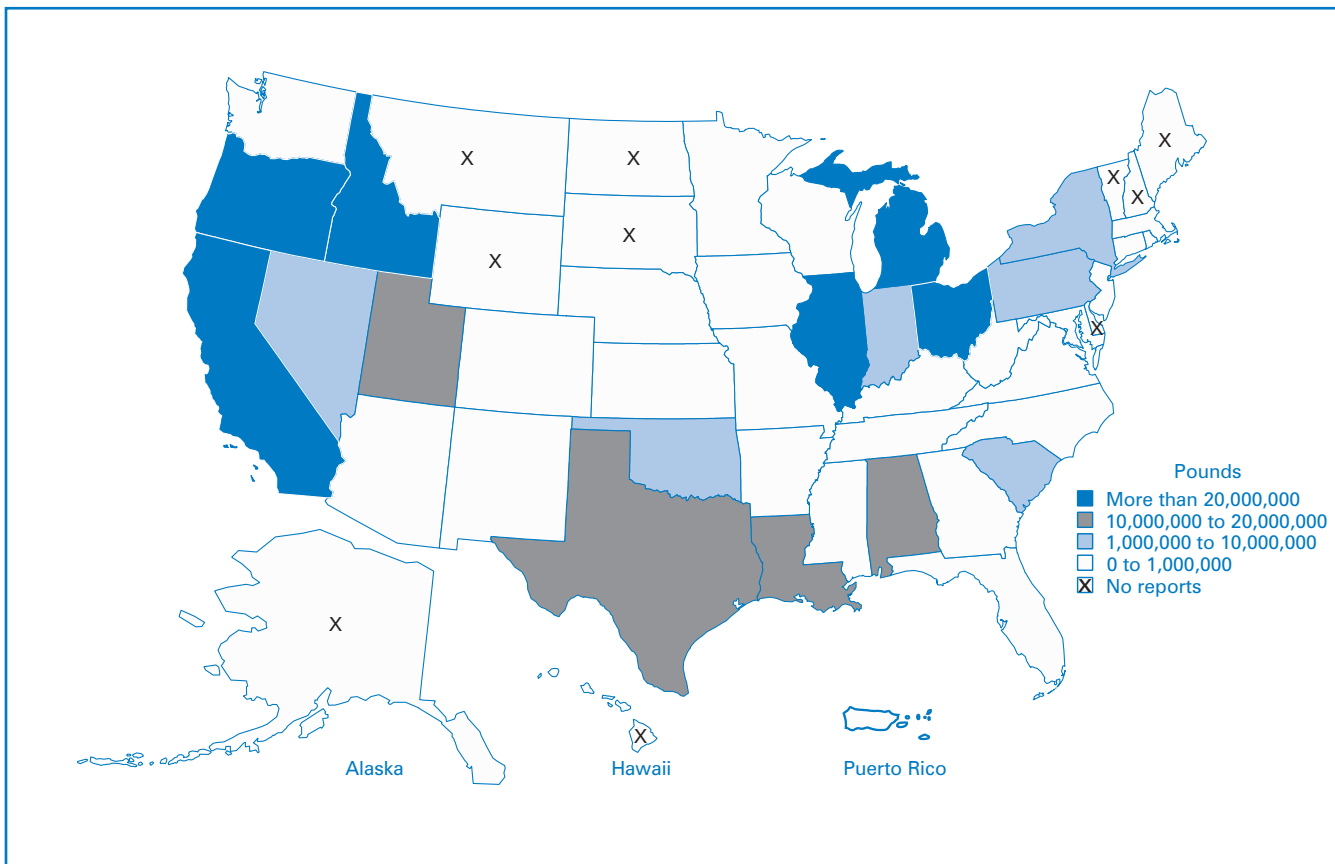 X
X
X
X
X
X
X
X
X
Pounds
More than 20,000,000
10,000,000 to 20,000,000
1,000,000 to 10,000,000
0 to 1,000,000
X No reports
X
X
Alaska
Hawaii
Puerto Rico